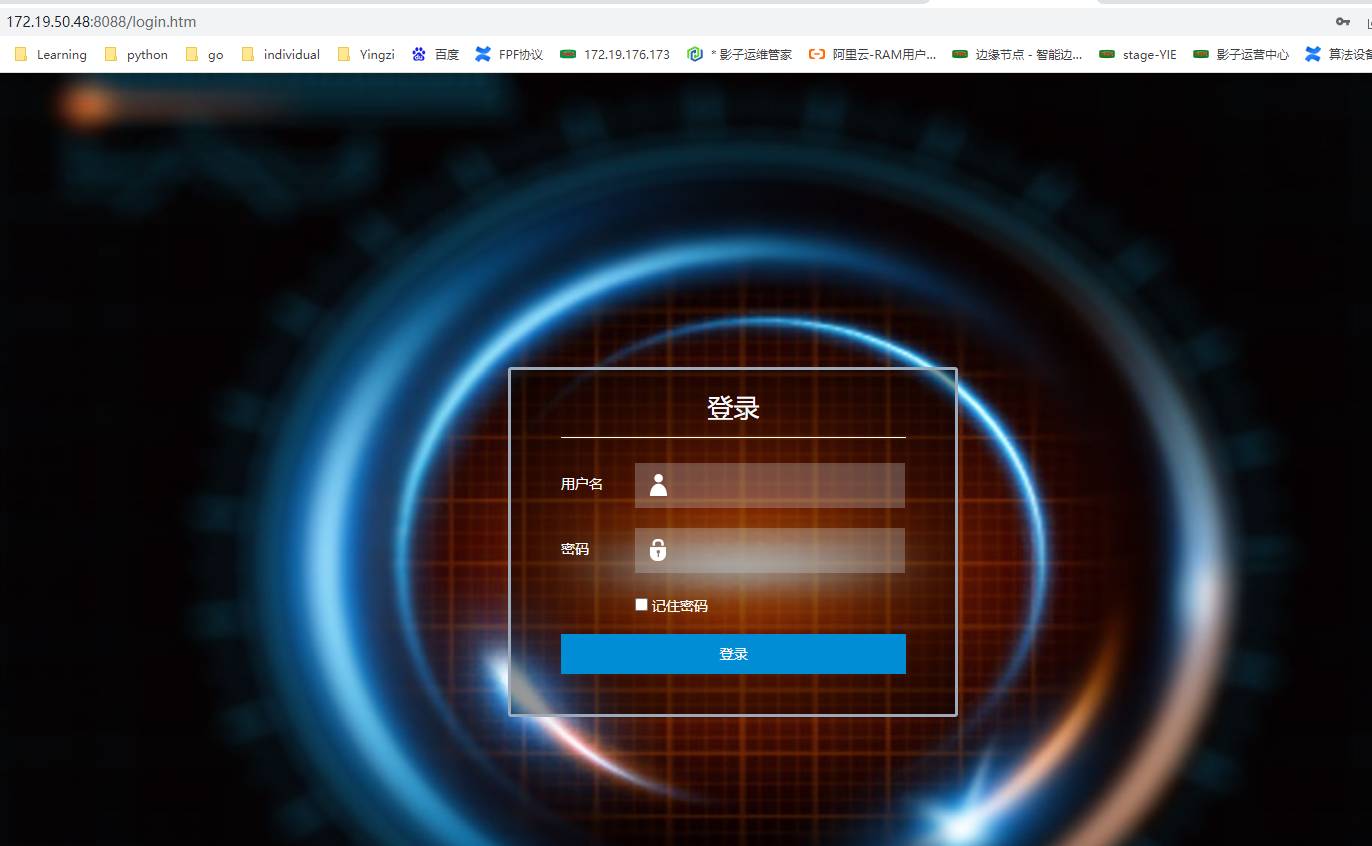 172.19.50.48:8088/login.htm
Learning python go individual Yingzi 百度 FPF协议 172.19.176.173 * 影子运维管家 阿里云-RAM用户... 边缘节点 - 智能边... stage-YIE 影子运营中心 算法设备
登录
用户名
密码
记住密码
登录